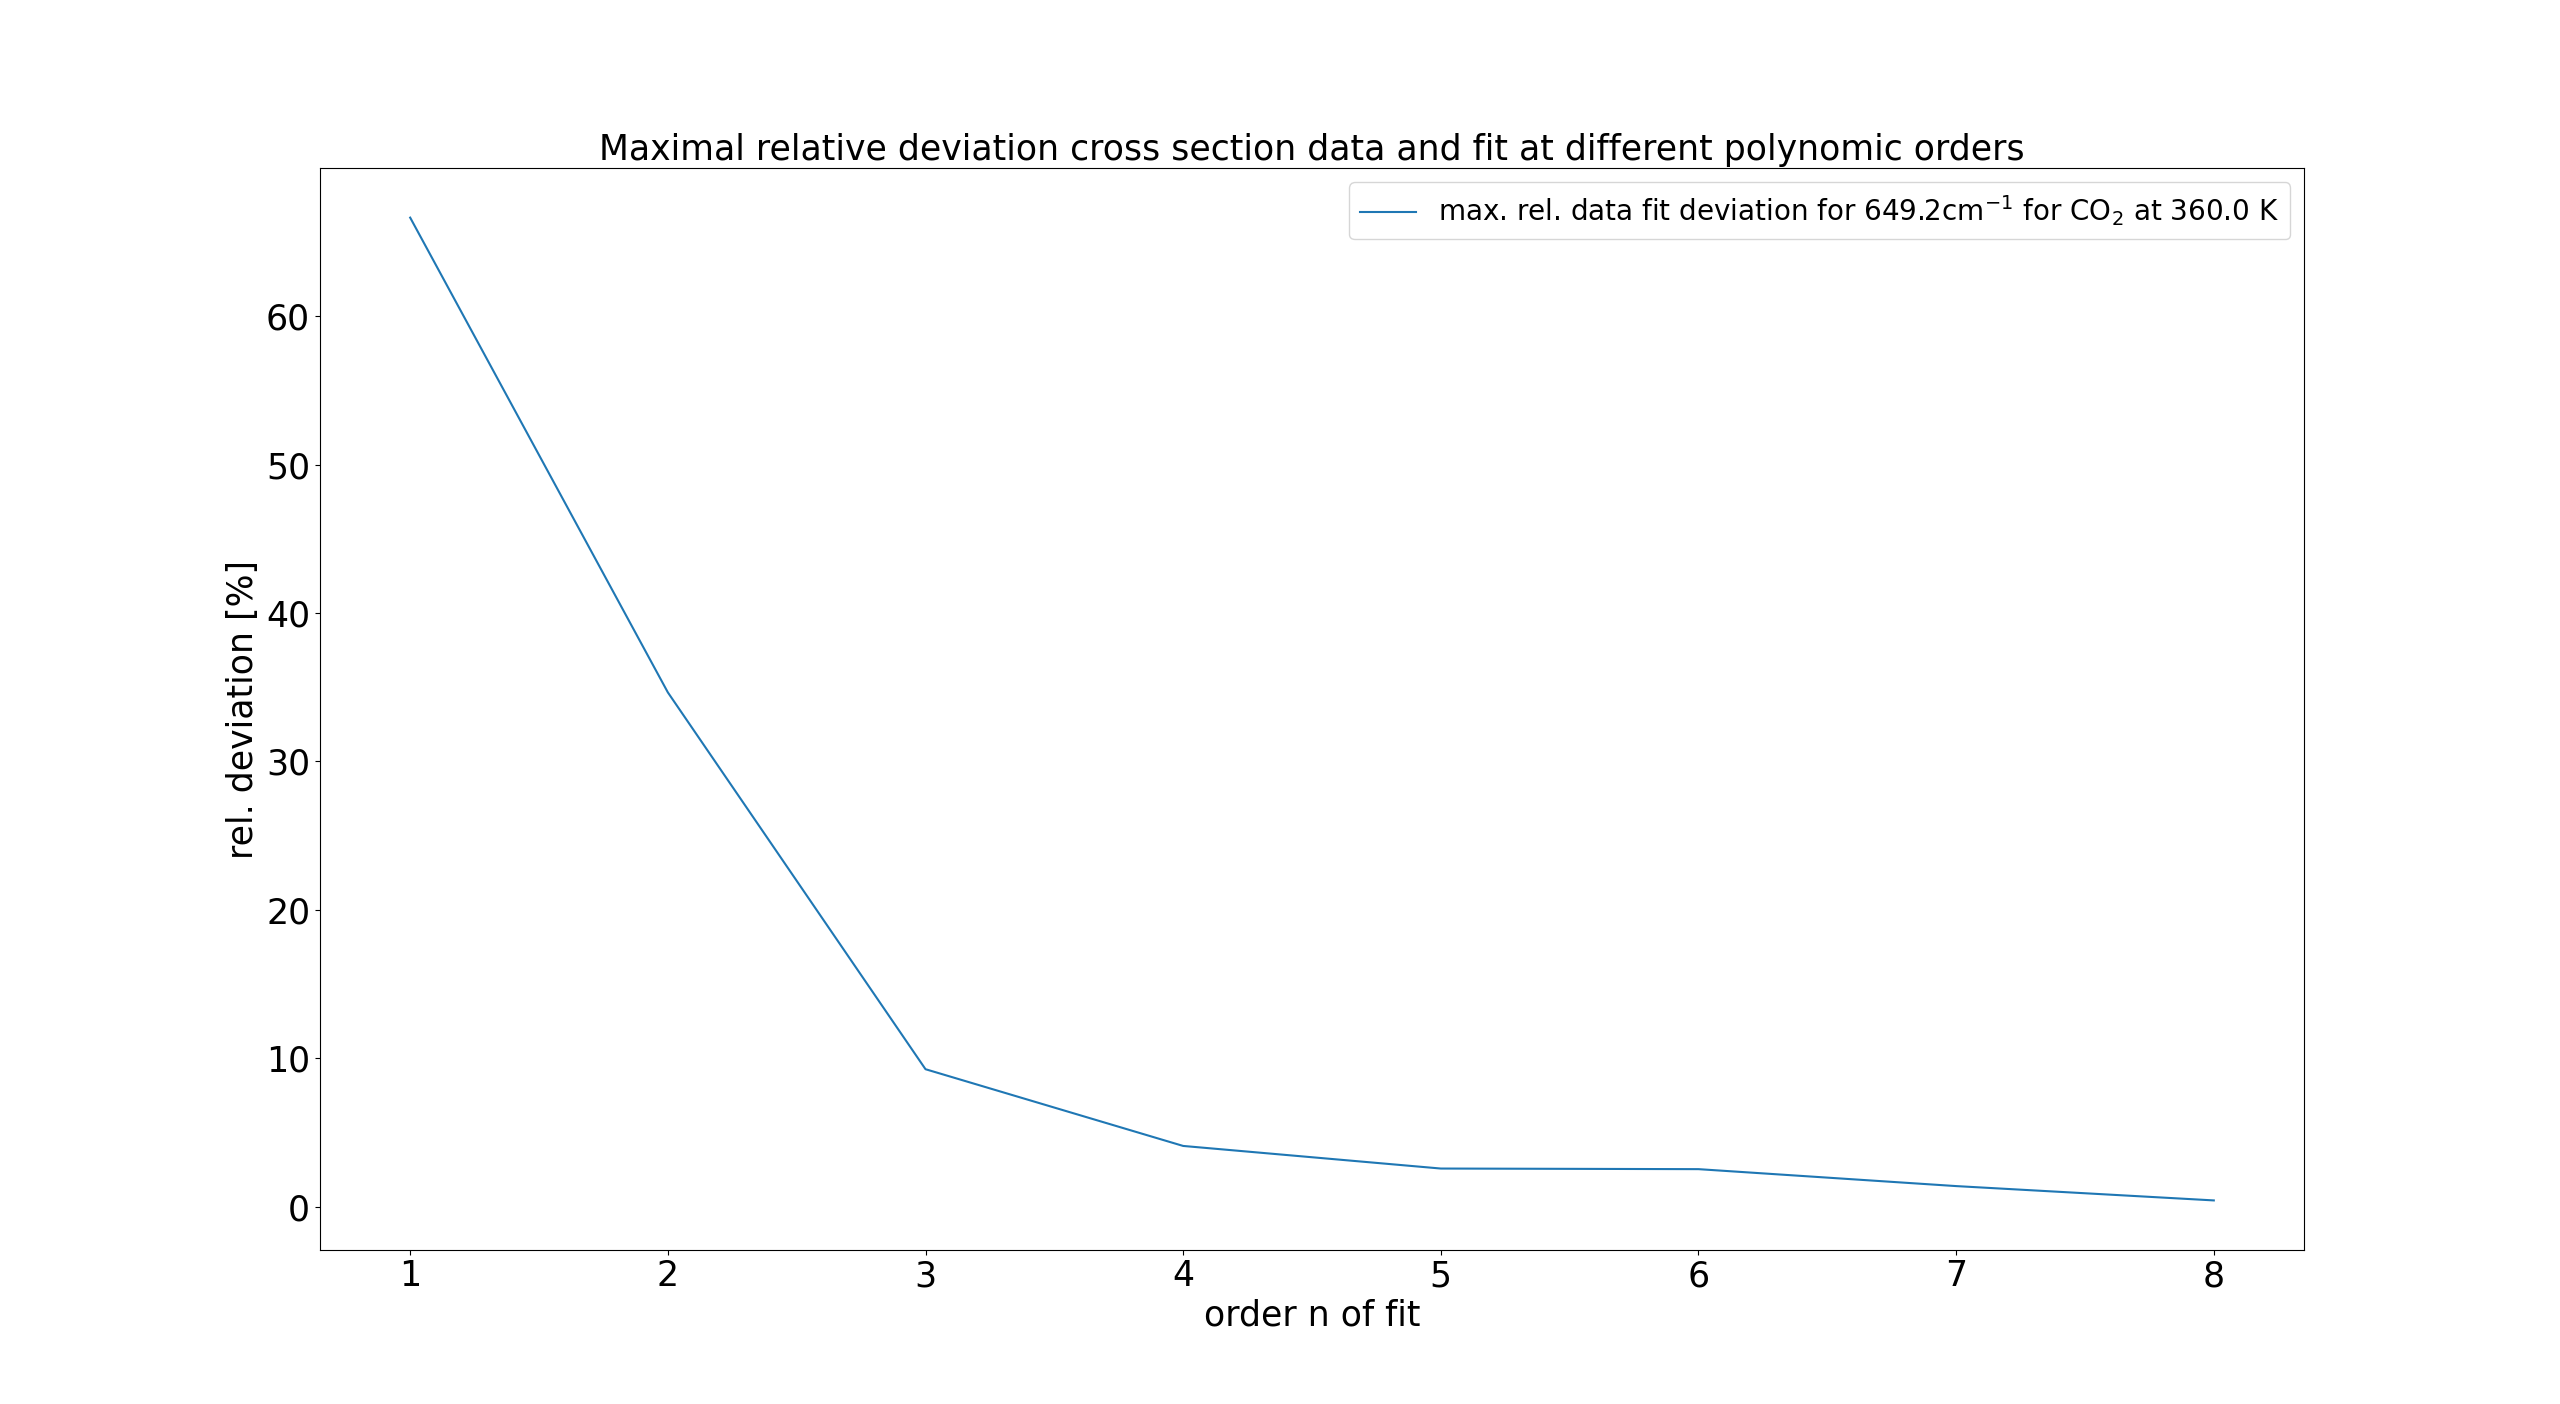 Maximal relative deviation cross section data and fit at different polynomic orders
max. rel. data fit deviation for 649.2cm⁻¹ for CO₂ at 360.0 K
rel. deviation [%]
60
50
40
30
20
10
0
1 2 3 4 5 6 7 8
order n of fit